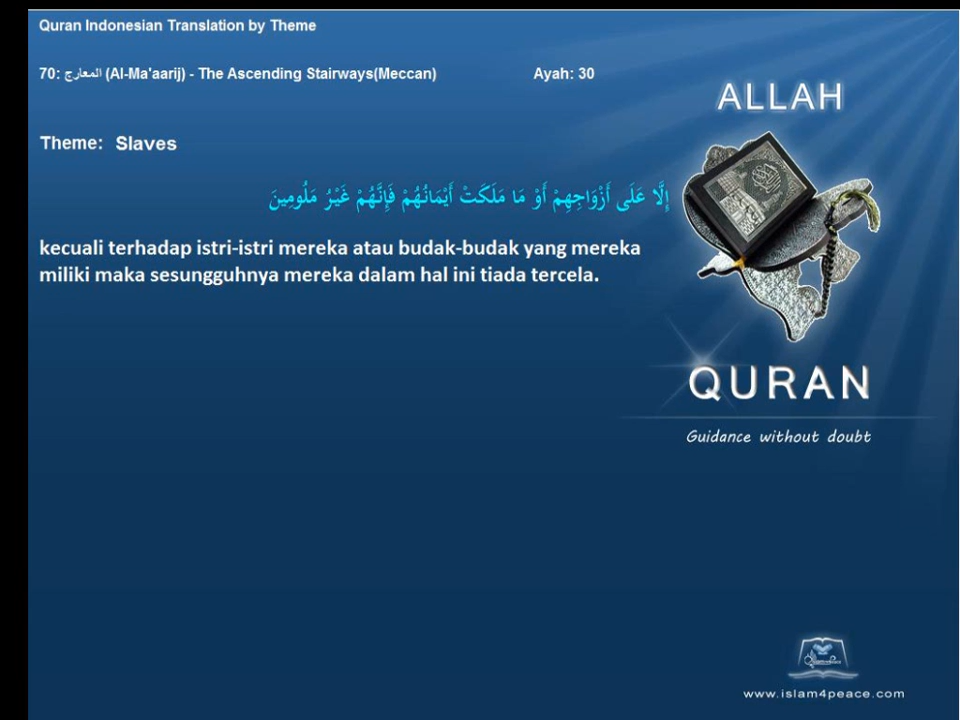 Quran Indonesian Translation by Theme
70: المعارج (Al-Ma'aarij) - The Ascending Stairways(Meccan) Ayah: 30
ALLAH
Theme: Slaves
إِلَّا عَلَى أَزْوَاجِهِمْ أَوْ مَا مَلَكَتْ أَيْمَانُهُمْ فَإِنَّهُمْ غَيْرُ مَلُومِينَ
kecuali terhadap istri-istri mereka atau budak-budak yang mereka
miliki maka sesungguhnya mereka dalam hal ini tiada tercela.
QURAN
Guidance without doubt
www.islam4peace.com